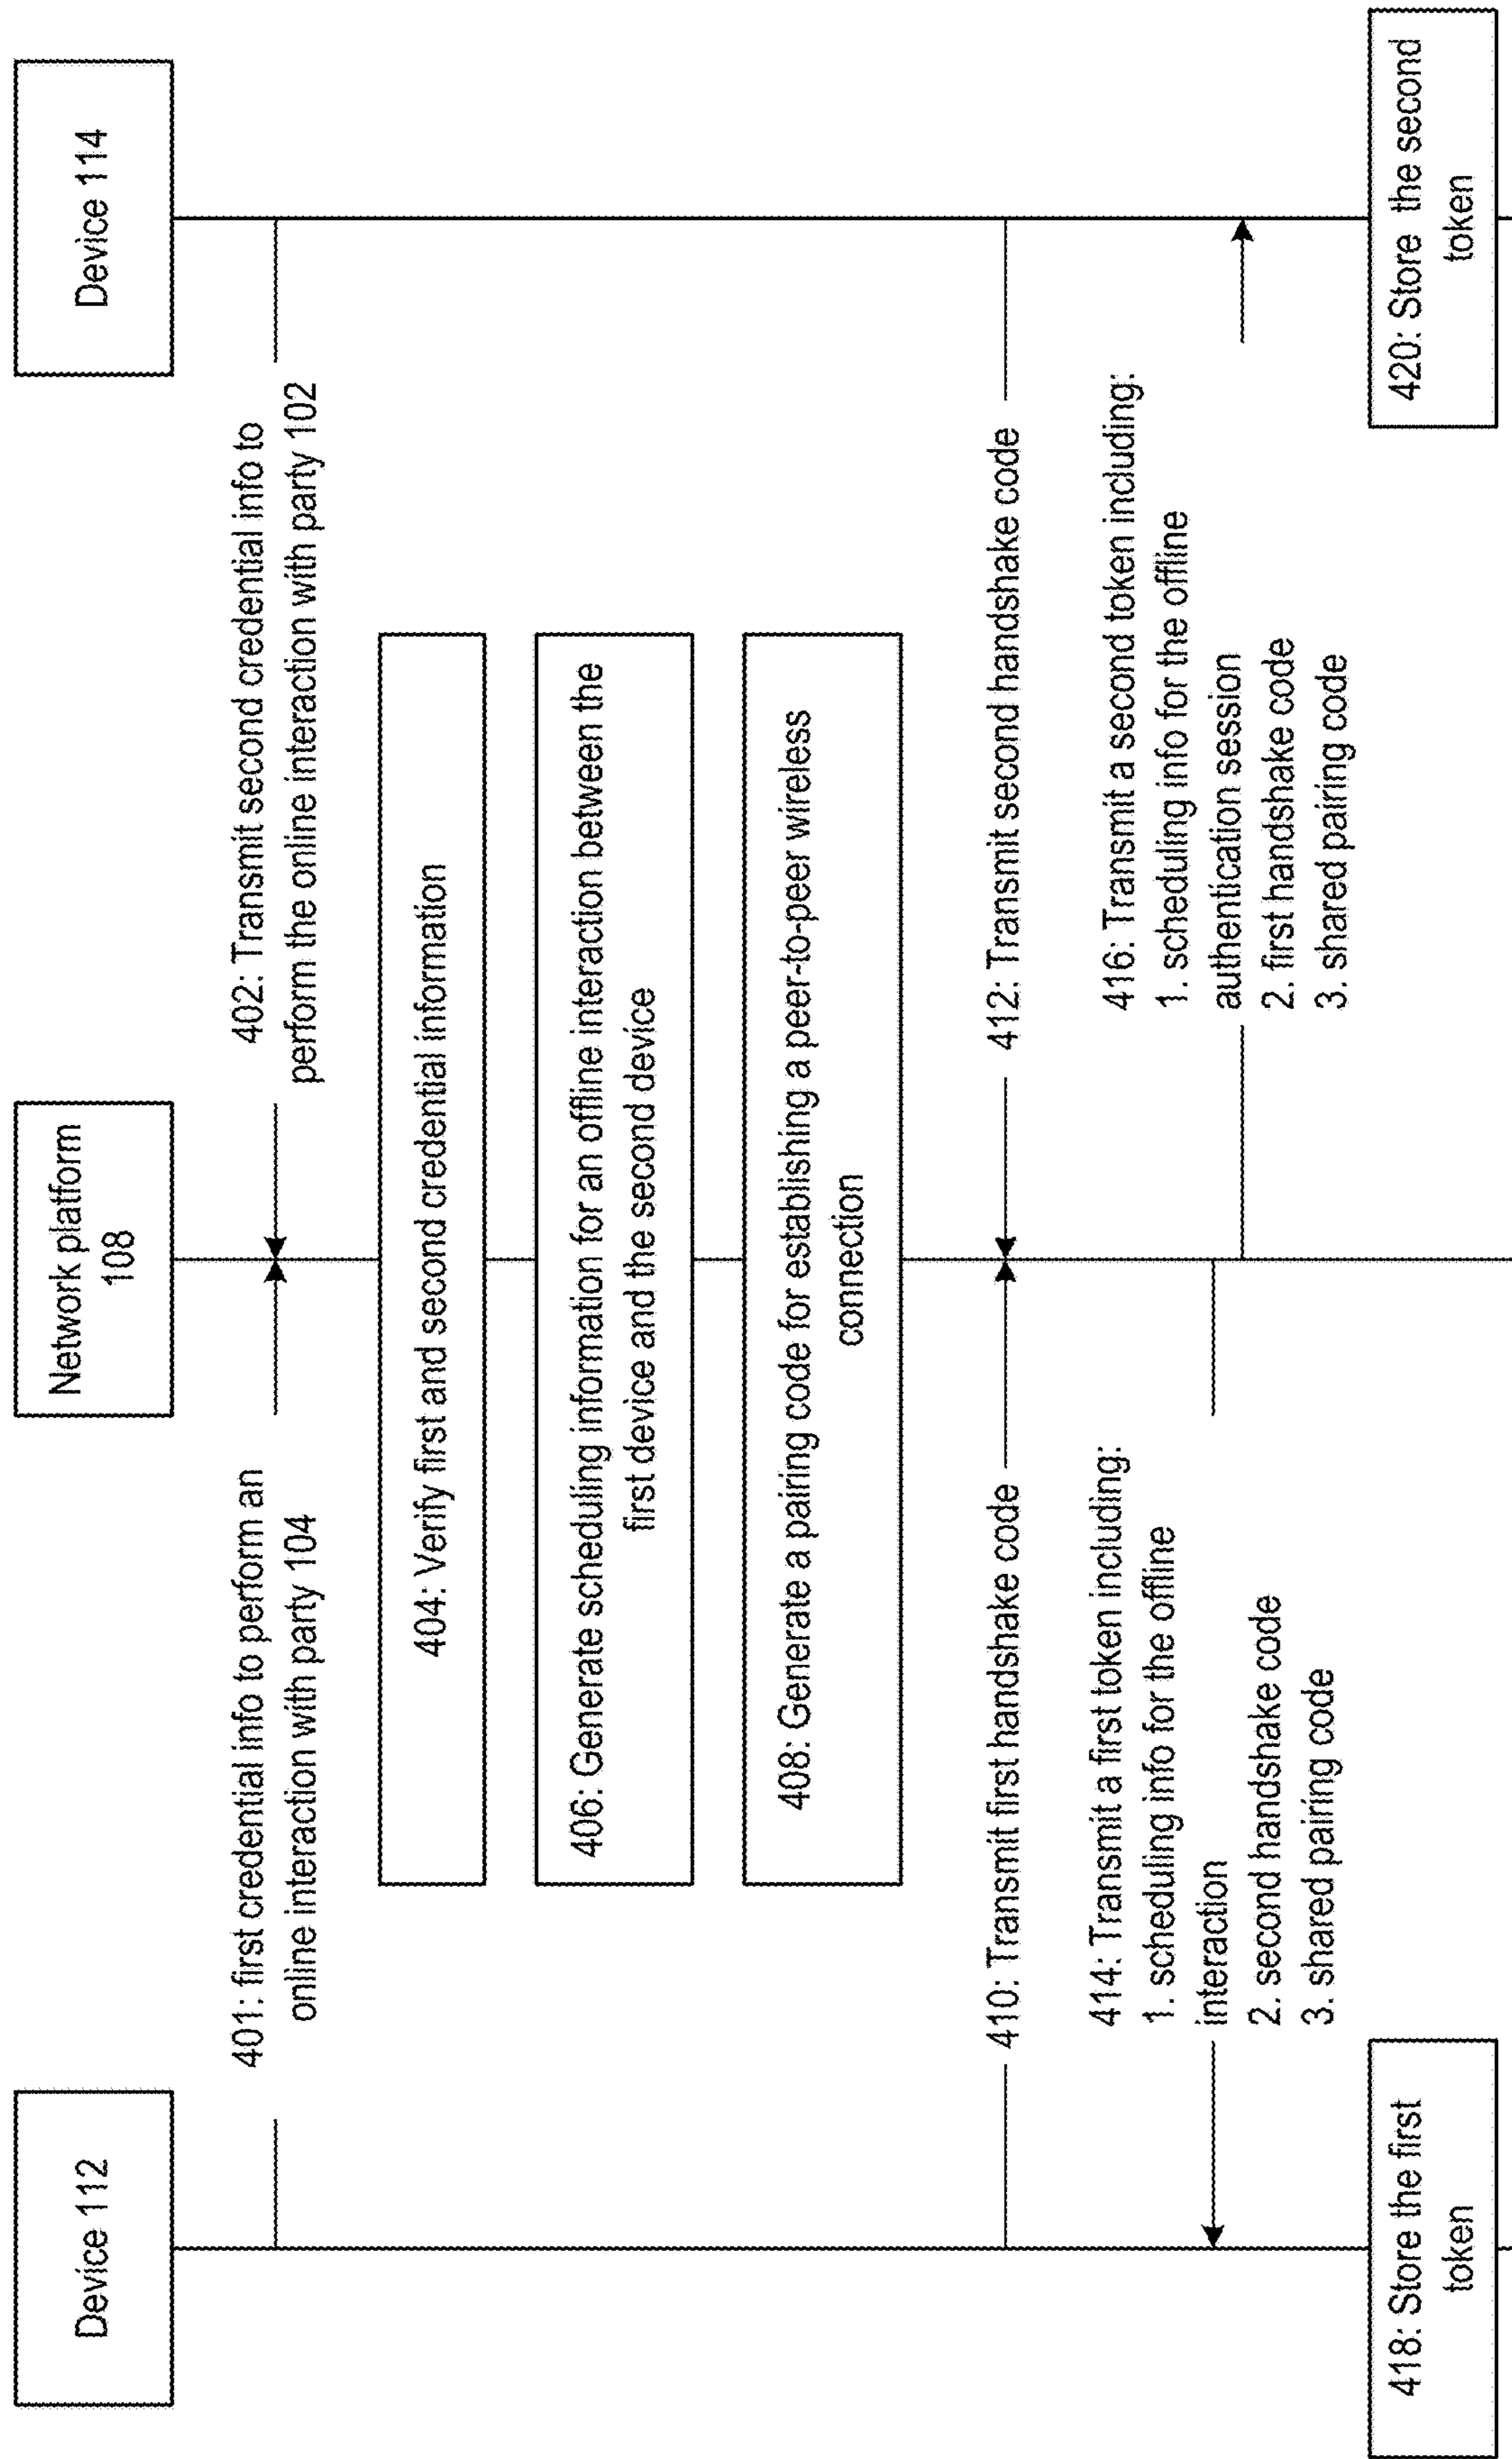 Device 112
Network platform
108
Device 114
401: first credential info to perform an
online interaction with party 104
402: Transmit second credential info to
perform the online interaction with party 102
404: Verify first and second credential information
406: Generate scheduling information for an offline interaction between the
first device and the second device
408: Generate a pairing code for establishing a peer-to-peer wireless
connection
410: Transmit first handshake code
412: Transmit second handshake code
414: Transmit a first token including:
1. scheduling info for the offline
interaction
2. second handshake code
3. shared pairing code
416: Transmit a second token including:
1. scheduling info for the offline
authentication session
2. first handshake code
3. shared pairing code
418: Store the first
token
420: Store the second
token